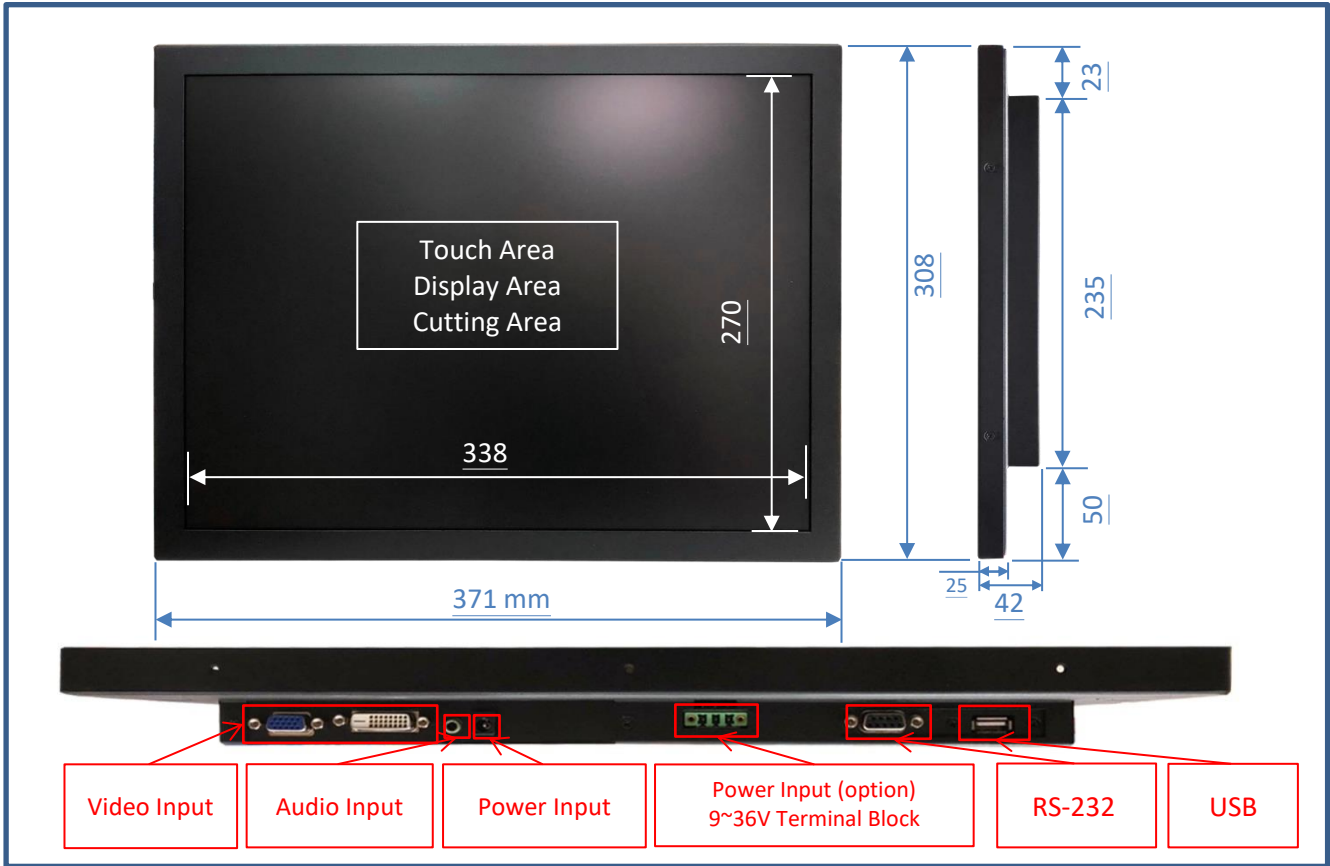 Touch Area
Display Area
Cutting Area
270
338
308
371 mm
23
235
50
25
42
Video Input
Audio Input
Power Input
Power Input (option)
9~36V Terminal Block
RS-232
USB